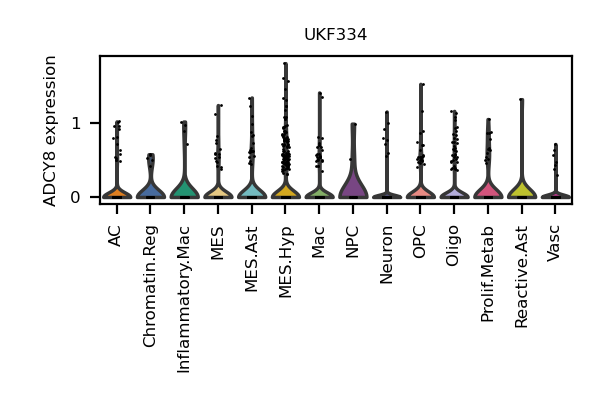 UKF334
ADCY8 expression
1
0
AC
Chromatin.Reg
Inflammatory.Mac
MES
MES.Ast
MES.Hyp
Mac
NPC
Neuron
OPC
Oligo
Prolif.Metab
Reactive.Ast
Vasc